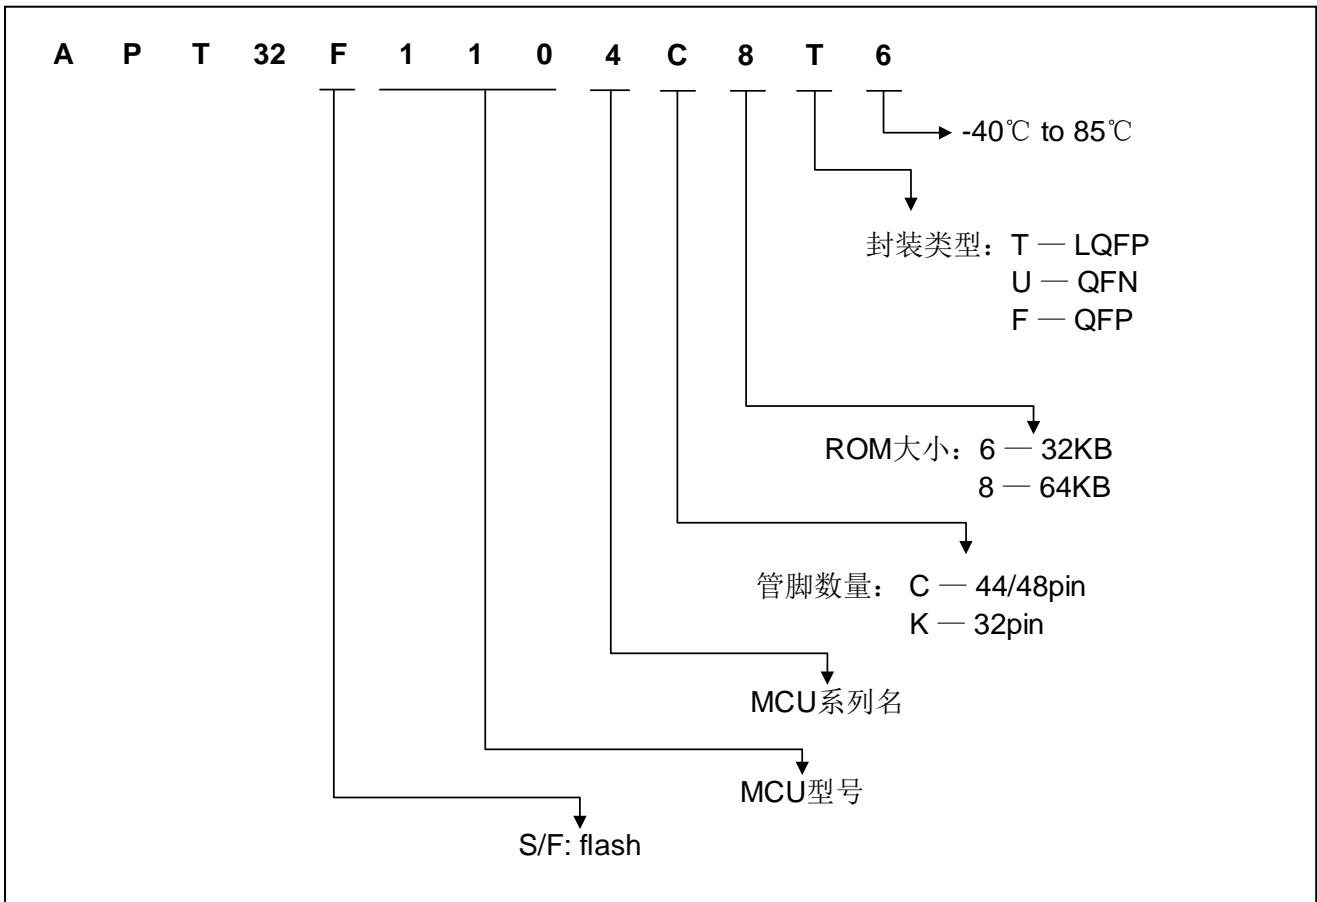 A P T 32 F 1 1 0 4 C 8 T 6
-40℃ to 85℃
封装类型：T — LQFP
U — QFN
F — QFP
ROM大小：6 — 32KB
8 — 64KB
管脚数量： C — 44/48pin
K — 32pin
MCU系列名
MCU型号
S/F: flash